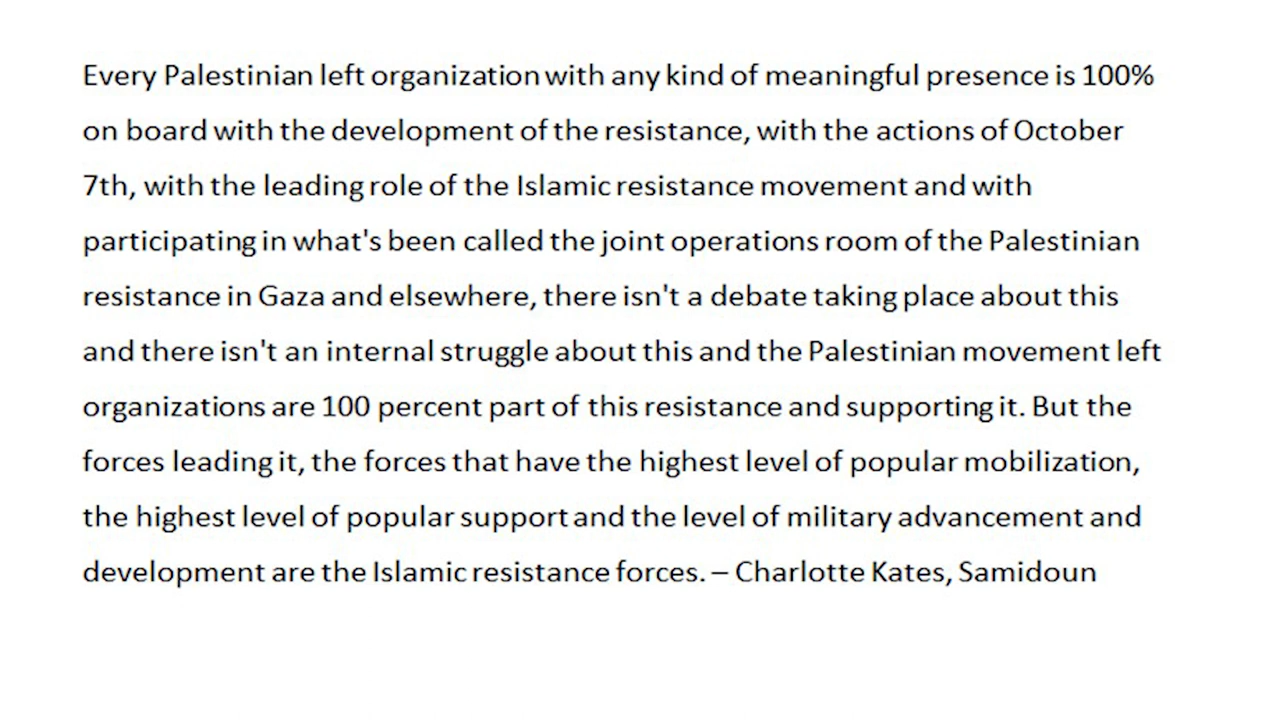 Every Palestinian left organization with any kind of meaningful presence is 100%
on board with the development of the resistance, with the actions of October
7th, with the leading role of the Islamic resistance movement and with
participating in what's been called the joint operations room of the Palestinian
resistance in Gaza and elsewhere, there isn't a debate taking place about this
and there isn't an internal struggle about this and the Palestinian movement left
organizations are 100 percent part of this resistance and supporting it. But the
forces leading it, the forces that have the highest level of popular mobilization,
the highest level of popular support and the level of military advancement and
development are the Islamic resistance forces. – Charlotte Kates, Samidoun